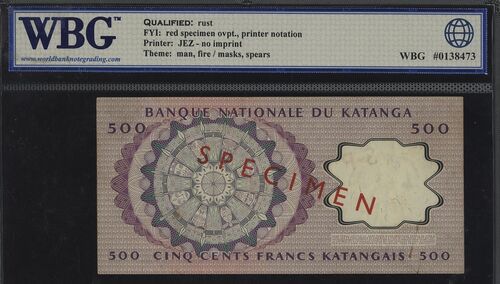 WBG™
www.worldbanknotegrading.com
QUALIFIED: rust
FYI: red specimen ovpt., printer notation
Printer: JEZ - no imprint
Theme: man, fire / masks, spears
WBG #0138473
BANQUE NATIONALE DU KATANGA
500 500
SPECIMEN
500 CINQ CENTS FRANCS KATANGAIS 500